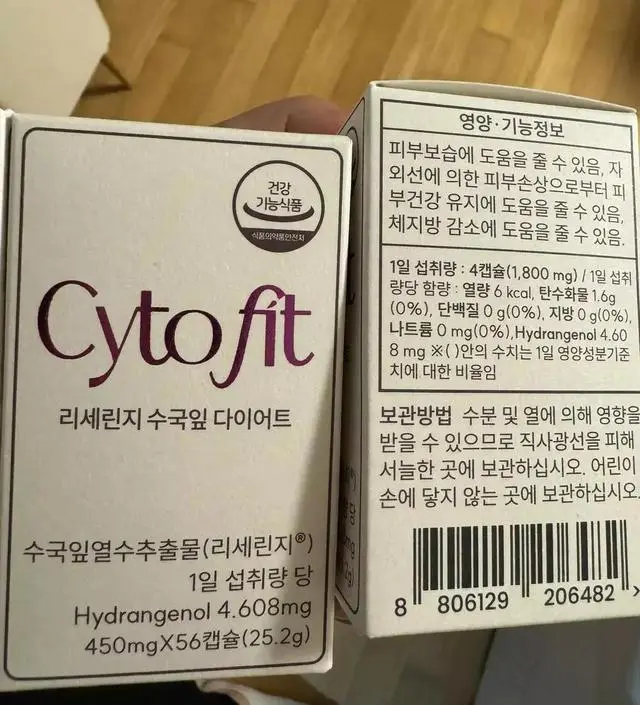 건강
기능식품
식품의약품안전처
Cytofit
리세린지 수국잎 다이어트
수국잎열수추출물(리세린지®)
1일 섭취량 당
Hydrangenol 4.608mg
450mgX56캡슐(25.2g)
영양·기능정보
피부보습에 도움을 줄 수 있음, 자
외선에 의한 피부손상으로부터 피
부건강 유지에 도움을 줄 수 있음,
체지방 감소에 도움을 줄 수 있음.
1일 섭취량 : 4캡슐(1,800 mg) / 1일 섭취
량당 함량 : 열량 6 kcal, 탄수화물 1.6g
(0%), 단백질 0 g(0%), 지방 0 g(0%),
나트륨 0 mg(0%),Hydrangenol 4.60
8 mg ※( )안의 수치는 1일 영양성분기준
치에 대한 비율임
보관방법 수분 및 열에 의해 영향을
받을 수 있으므로 직사광선을 피해
서늘한 곳에 보관하십시오. 어린이
손에 닿지 않는 곳에 보관하십시오.
8 806129 206482 >